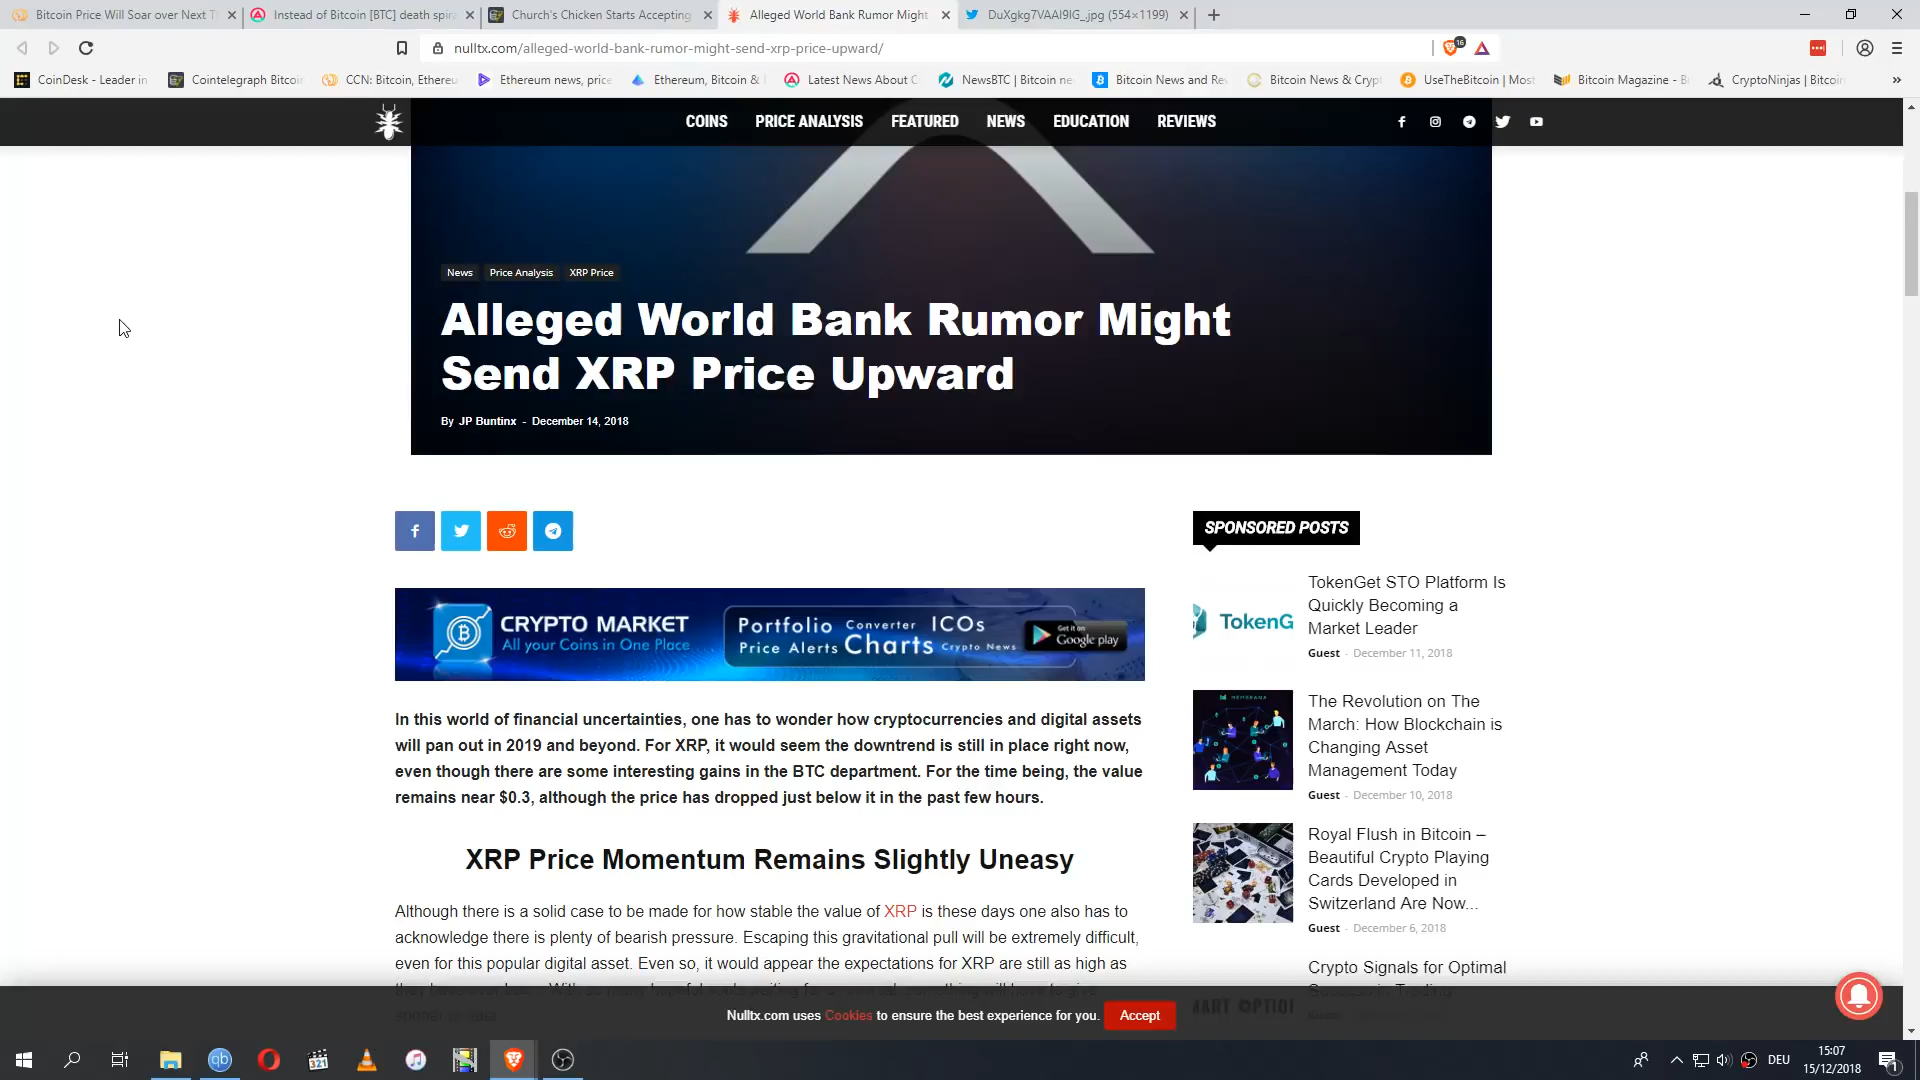 Bitcoin Price Will Soar over Next T
Instead of Bitcoin [BTC] death spira
Church's Chicken Starts Accepting
Alleged World Bank Rumor Might
DuXgkg7VAAI9IG_.jpg (554×1199)
nulltx.com/alleged-world-bank-rumor-might-send-xrp-price-upward/
16
CoinDesk - Leader in
Cointelegraph Bitcoin
CCN: Bitcoin, Ethereu
Ethereum news, price
Ethereum, Bitcoin &
Latest News About C
NewsBTC | Bitcoin ne
Bitcoin News and Rev
Bitcoin News & Crypt
UseTheBitcoin | Most
Bitcoin Magazine - B
CryptoNinjas | Bitcoin
COINS
PRICE ANALYSIS
FEATURED
NEWS
EDUCATION
REVIEWS
News
Price Analysis
XRP Price
Alleged World Bank Rumor Might
Send XRP Price Upward
By JP Buntinx - December 14, 2018
CRYPTO MARKET
All your Coins in One Place
Portfolio Converter ICOs
Price Alerts Charts Crypto News
Get it on
Google play
In this world of financial uncertainties, one has to wonder how cryptocurrencies and digital assets
will pan out in 2019 and beyond. For XRP, it would seem the downtrend is still in place right now,
even though there are some interesting gains in the BTC department. For the time being, the value
remains near $0.3, although the price has dropped just below it in the past few hours.
XRP Price Momentum Remains Slightly Uneasy
Although there is a solid case to be made for how stable the value of XRP is these days one also has to
acknowledge there is plenty of bearish pressure. Escaping this gravitational pull will be extremely difficult,
even for this popular digital asset. Even so, it would appear the expectations for XRP are still as high as
SPONSORED POSTS
TokenG
TokenGet STO Platform Is
Quickly Becoming a
Market Leader
Guest - December 11, 2018
The Revolution on The
March: How Blockchain is
Changing Asset
Management Today
Guest - December 10, 2018
Royal Flush in Bitcoin –
Beautiful Crypto Playing
Cards Developed in
Switzerland Are Now...
Guest - December 6, 2018
Crypto Signals for Optimal
Nulltx.com uses Cookies to ensure the best experience for you.
Accept
qb
321
DEU
15:07
15/12/2018
1